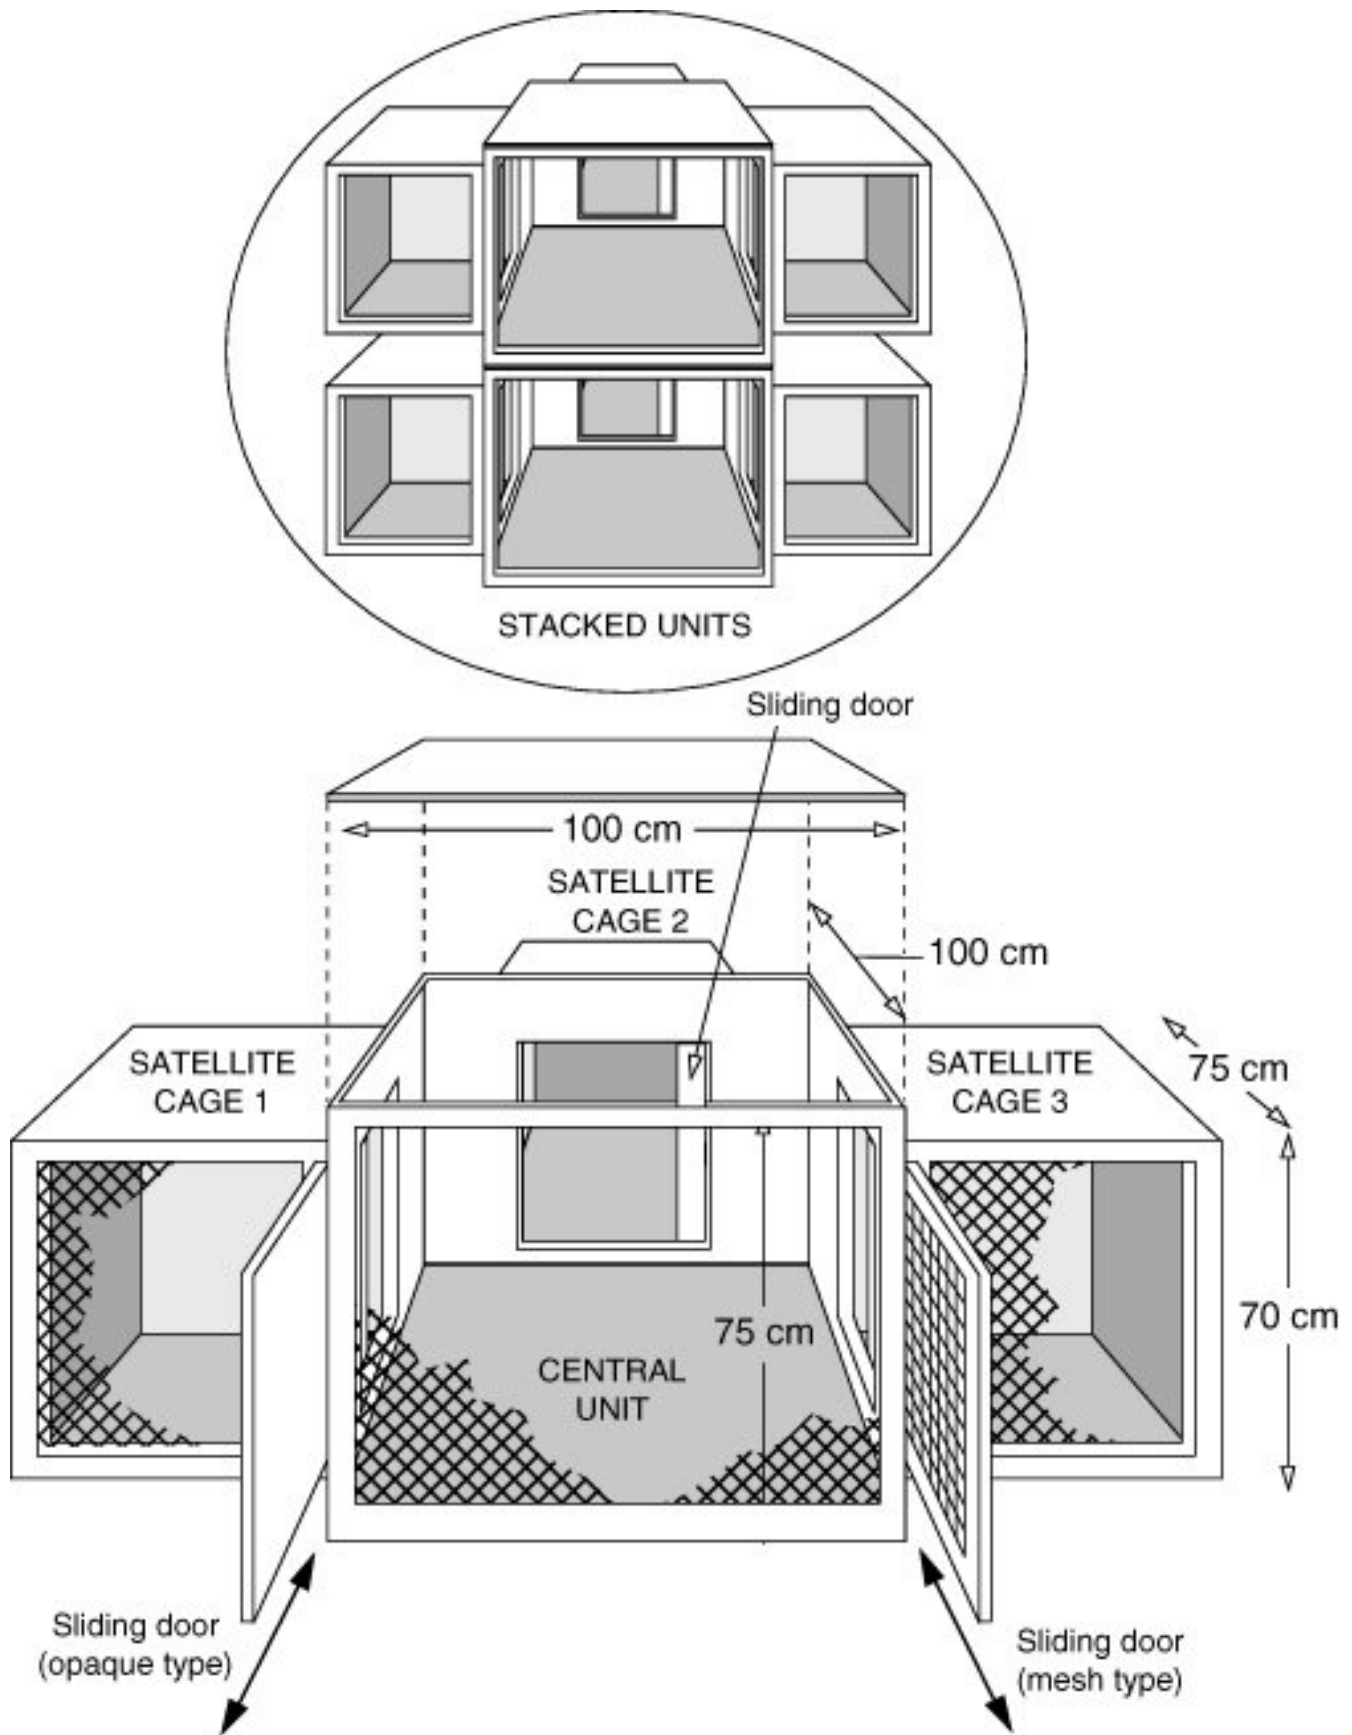 STACKED UNITS
Sliding door
100 cm
SATELLITE
CAGE 2
100 cm
SATELLITE
CAGE 1
SATELLITE
CAGE 3
75 cm
70 cm
75 cm
CENTRAL
UNIT
Sliding door
(opaque type)
Sliding door
(mesh type)